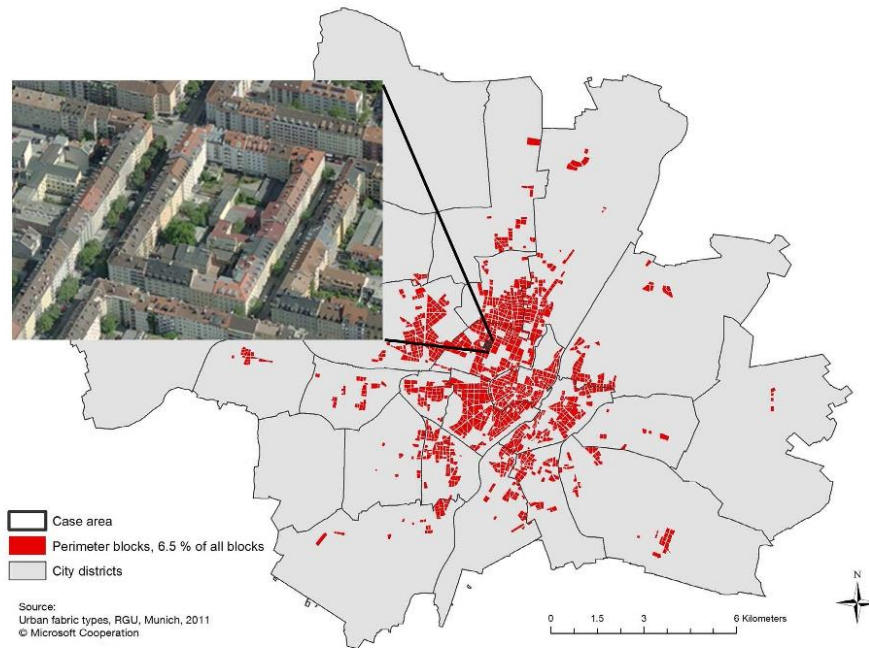 Case area
Perimeter blocks, 6.5 % of all blocks
City districts
Source:
Urban fabric types, RGU, Munich, 2011
© Microsoft Cooperation
N
0 1.5 3 6 Kilometers